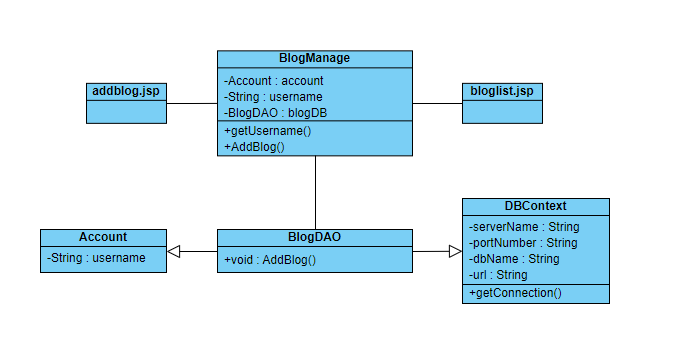 BlogManage
-Account : account
-String : username
-BlogDAO : blogDB
+getUsername()
+AddBlog()
addblog.jsp
bloglist.jsp
Account
-String : username
BlogDAO
+void : AddBlog()
DBContext
-serverName : String
-portNumber : String
-dbName : String
-url : String
+getConnection()